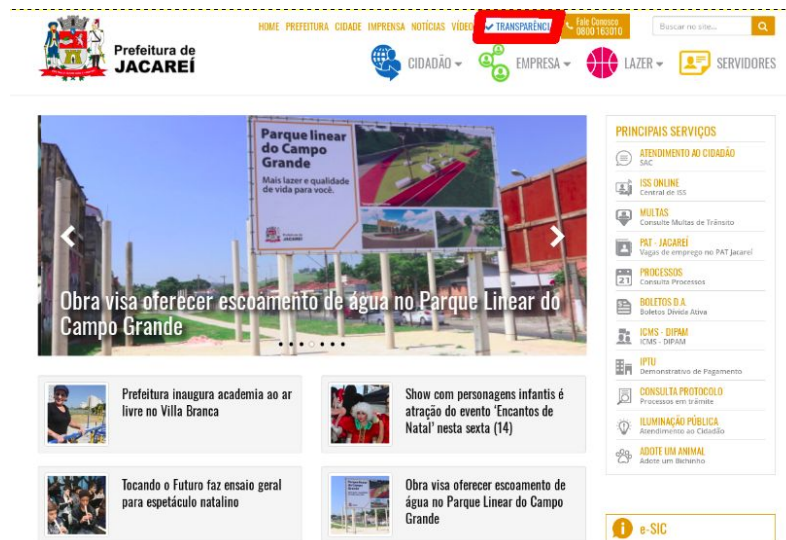 HOME PREFEITURA CIDADE IMPRENSA NOTÍCIAS TRANSPARÊNCIA
Fale Conosco
0800 163010
Buscar no site...
Prefeitura de
JACAREÍ
CIDADÃO EMPRESA LAZER SERVIDORES
Parque linear
do Campo
Grande
Mais lazer e qualidade
de vida para você.
Obra visa oferecer escoamento de água no Parque Linear do
Campo Grande
Prefeitura inaugura academia ao ar
livre no Villa Branca
Show com personagens infantis é
atração do evento ‘Encantos de
Natal’ nesta sexta (14)
Tocando o Futuro faz ensaio geral
para espetáculo natalino
Obra visa oferecer escoamento de
água no Parque Linear do Campo
Grande
PRINCIPAIS SERVIÇOS
ATENDIMENTO AO CIDADÃO
SAC
ISS ONLINE
Central de ISS
MULTAS
Consulte Multas de Trânsito
PAT - JACAREÍ
Vagas de emprego no PAT Jacareí
21
PROCESSOS
Consulta Processos
BOLETOS D.A.
Boletos Dívida Ativa
ICMS - DIPAM
ICMS - DIPAM
IPTU
Demonstrativo de Pagamento
CONSULTA PROTOCOLO
Processos em trâmite
ILUMINAÇÃO PÚBLICA
Atendimento ao Cidadão
ADOTE UM ANIMAL
Adote um Bichinho
e-SIC